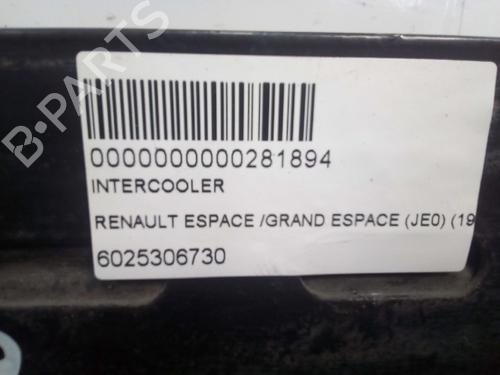 B-PARTS
0000000000281894
INTERCOOLER
RENAULT ESPACE /GRAND ESPACE (JE0) (19
6025306730